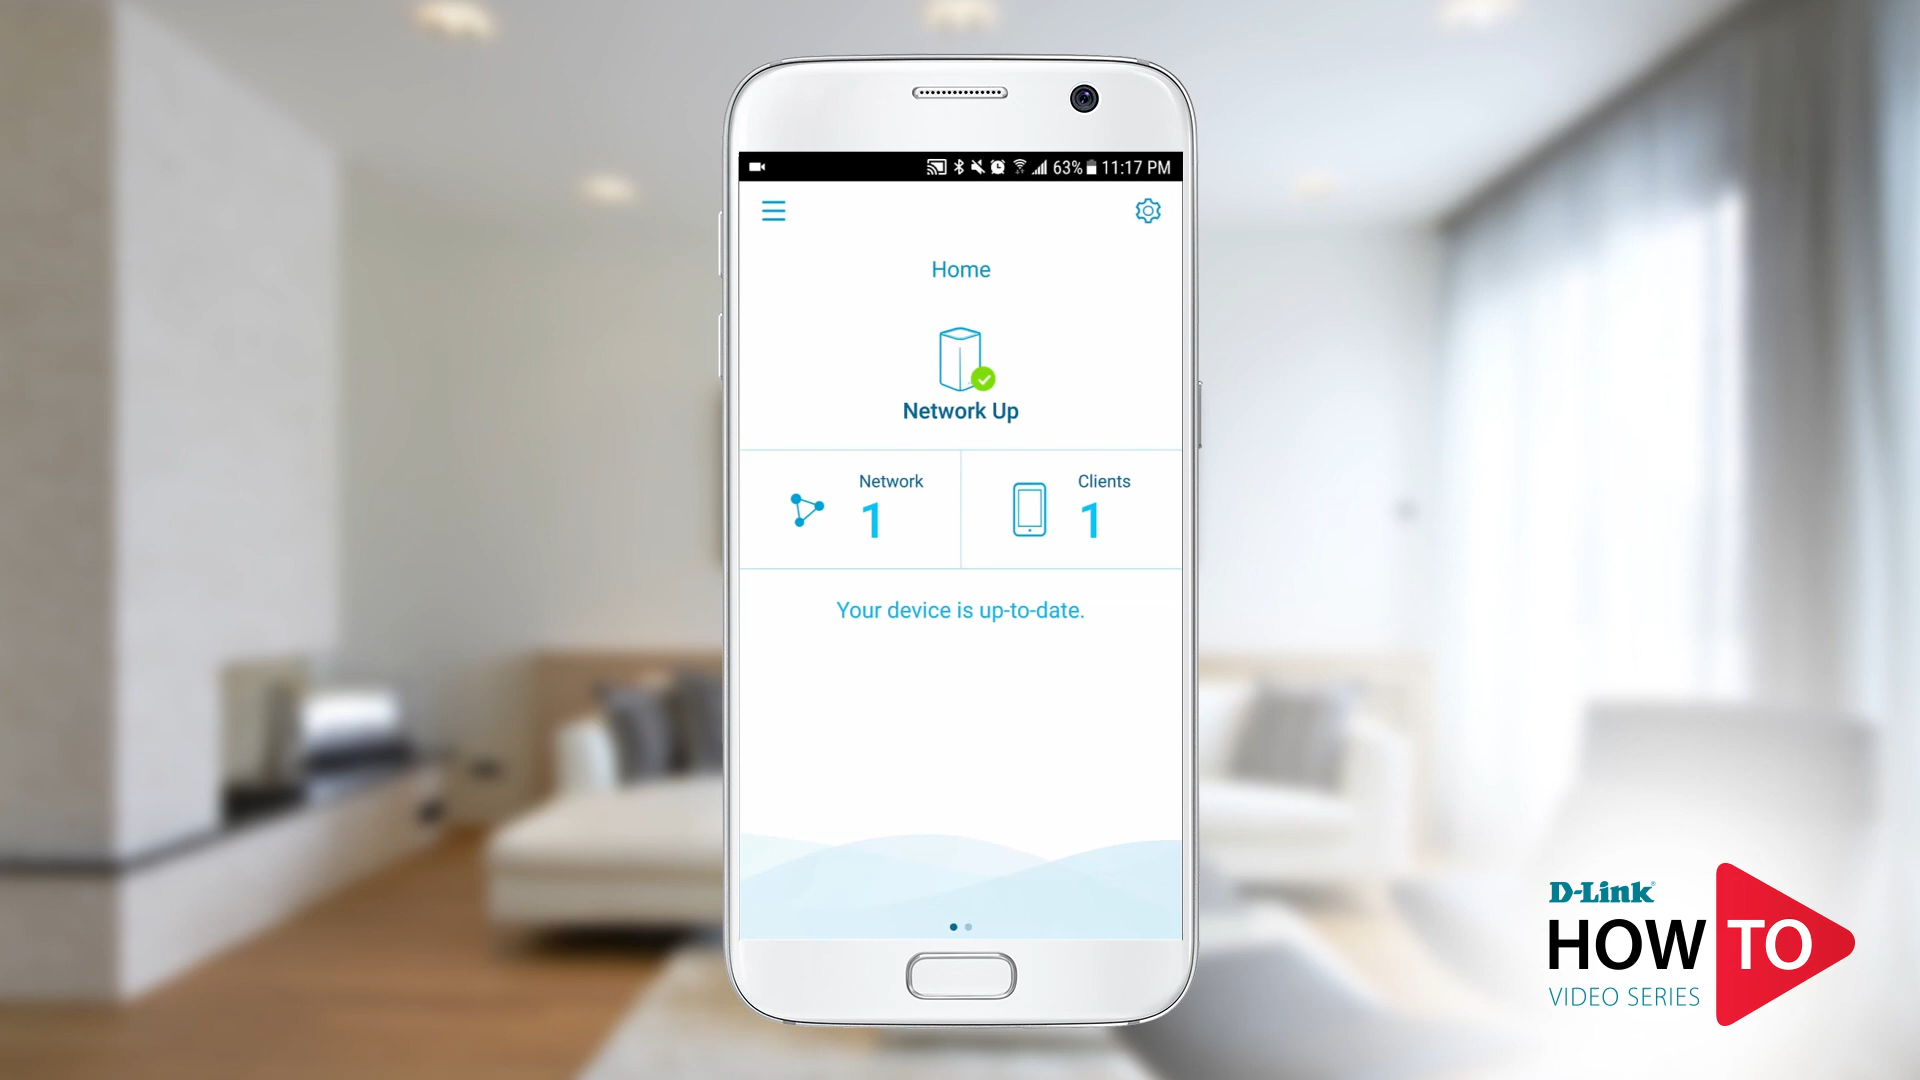 63% 11:17 PM
Home
Network Up
Network
1
Clients
1
Your device is up-to-date.
D-Link®
HOW TO
VIDEO SERIES